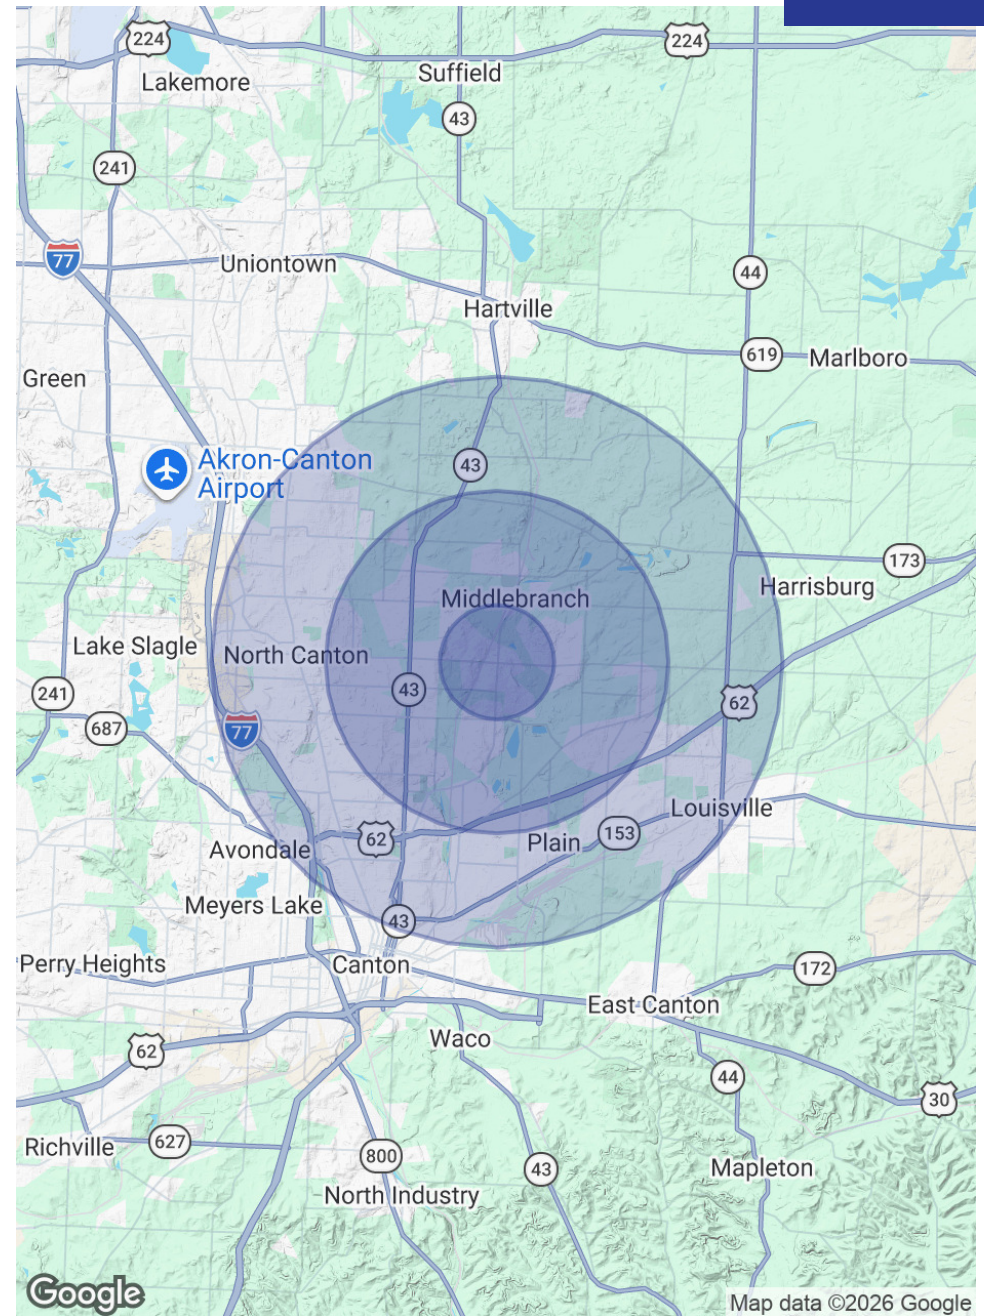 224
224
Lakemore
Suffield
43
241
77
Uniontown
44
Hartville
619
Marlboro
Green
Akron-Canton
Airport
43
173
Harrisburg
Middlebranch
Lake Slagle
North Canton
241
43
62
687
77
Louisville
62
153
Avondale
Plain
Meyers Lake
43
Perry Heights
Canton
172
East Canton
62
Waco
44
30
Richville
627
800
43
Mapleton
North Industry
Google
Map data ©2026 Google